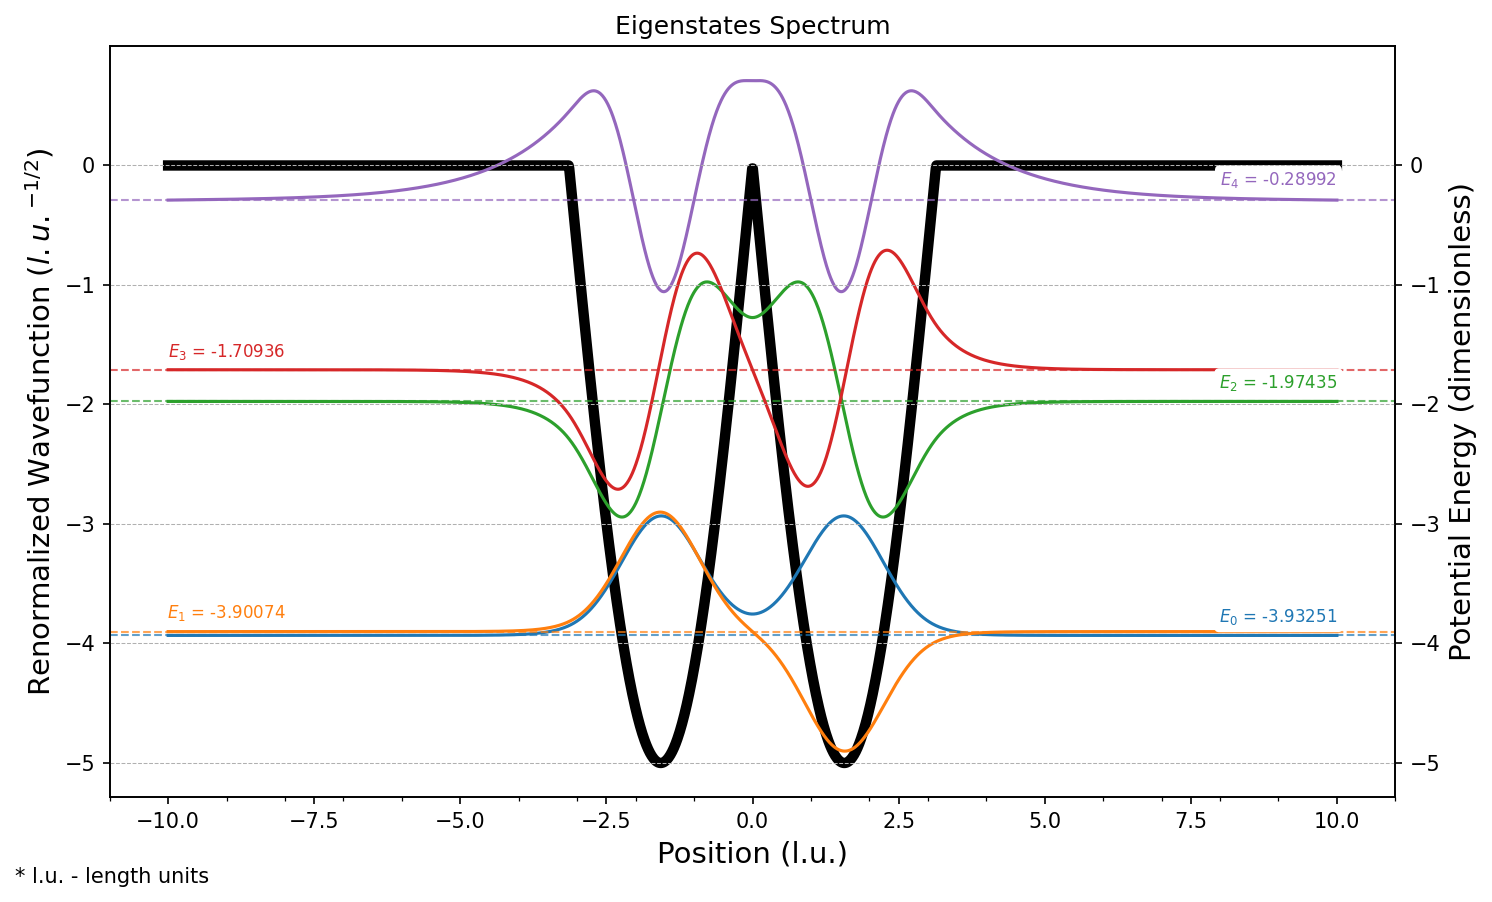 Eigenstates Spectrum
Renormalized Wavefunction (l.u.⁻¹/²)
Potential Energy (dimensionless)
0
−1
−2
−3
−4
−5
0
−1
−2
−3
−4
−5
E₄ = -0.28992
E₃ = -1.70936
E₂ = -1.97435
E₁ = -3.90074
E₀ = -3.93251
−10.0 −7.5 −5.0 −2.5 0.0 2.5 5.0 7.5 10.0
Position (l.u.)
* l.u. - length units